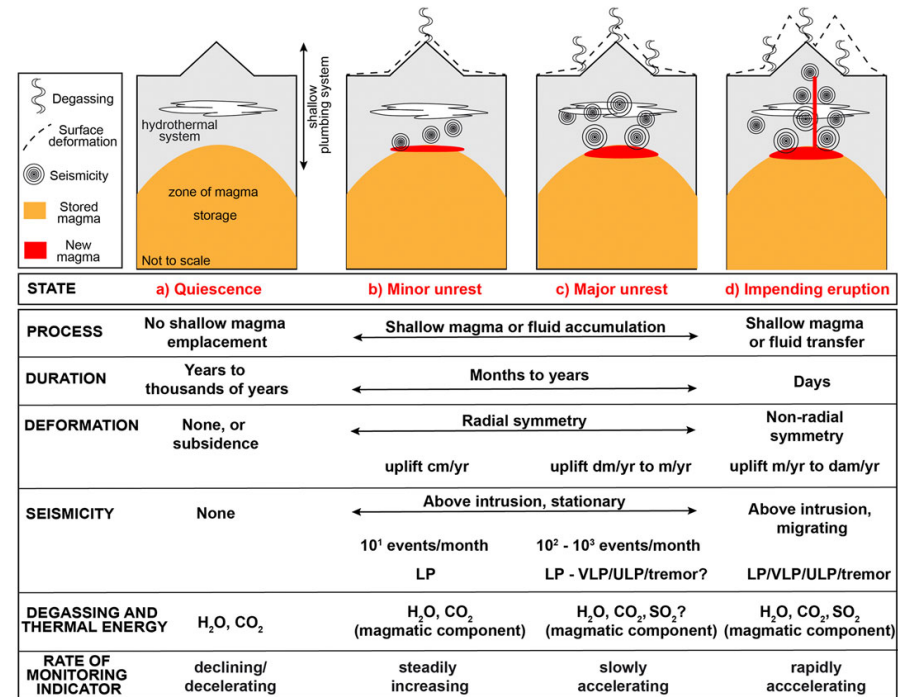 Degassing
Surface
deformation
Seismicity
Stored
magma
New
magma
hydrothermal
system
zone of magma
storage
Not to scale
shallow
plumbing system
STATE
a) Quiescence
b) Minor unrest
c) Major unrest
d) Impending eruption
PROCESS
No shallow magma
emplacement
Shallow magma or fluid accumulation
Shallow magma
or fluid transfer
DURATION
Years to
thousands of years
Months to years
Days
DEFORMATION
None, or
subsidence
Radial symmetry
uplift cm/yr
uplift dm/yr to m/yr
Non-radial
symmetry
uplift m/yr to dam/yr
SEISMICITY
None
Above intrusion, stationary
10¹ events/month
LP
10² - 10³ events/month
LP - VLP/ULP/tremor?
Above intrusion,
migrating
LP/VLP/ULP/tremor
DEGASSING AND
THERMAL ENERGY
H₂O, CO₂
H₂O, CO₂
(magmatic component)
H₂O, CO₂, SO₂?
(magmatic component)
H₂O, CO₂, SO₂
(magmatic component)
RATE OF
MONITORING
INDICATOR
declining/
decelerating
steadily
increasing
slowly
accelerating
rapidly
acccelerating